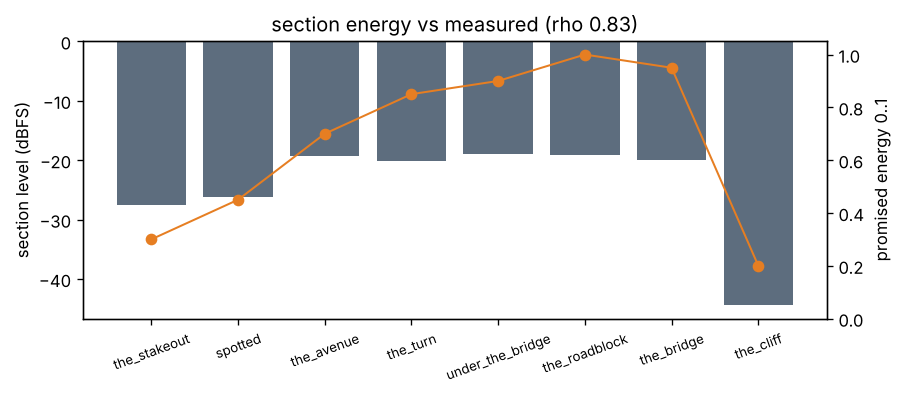 section energy vs measured (rho 0.83)
section level (dBFS)
0
−10
−20
−30
−40
promised energy 0..1
1.0
0.8
0.6
0.4
0.2
0.0
the_stakeout
spotted
the_avenue
the_turn
under_the_bridge
the_roadblock
the_bridge
the_cliff